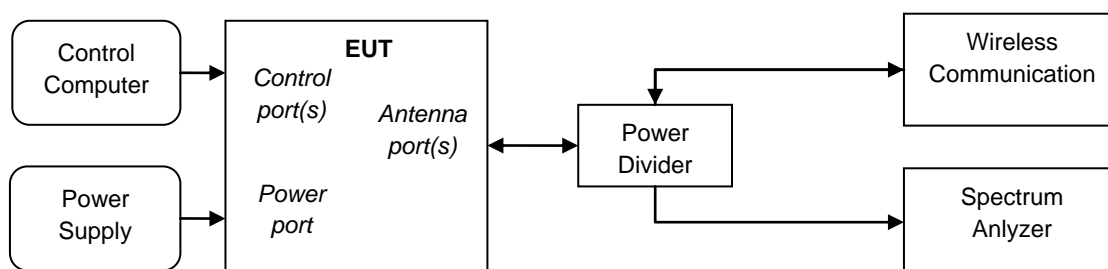 Control
Computer
EUT
Control
port(s)
Antenna
port(s)
Power
port
Power
Supply
Power
Divider
Wireless
Communication
Spectrum
Anlyzer